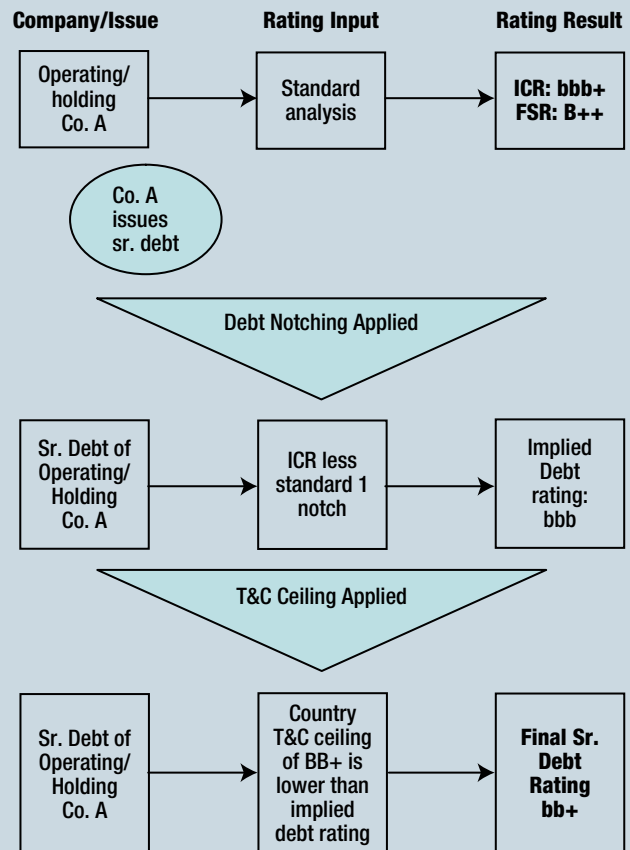 Company/Issue
Rating Input
Rating Result
Operating/
holding
Co. A
Standard
analysis
ICR: bbb+
FSR: B++
Co. A
issues
sr. debt
Debt Notching Applied
Sr. Debt of
Operating/
Holding
Co. A
ICR less
standard 1
notch
Implied
Debt
rating:
bbb
T&C Ceiling Applied
Sr. Debt of
Operating/
Holding
Co. A
Country
T&C ceiling
of BB+ is
lower than
implied
debt rating
Final Sr.
Debt
Rating
bb+